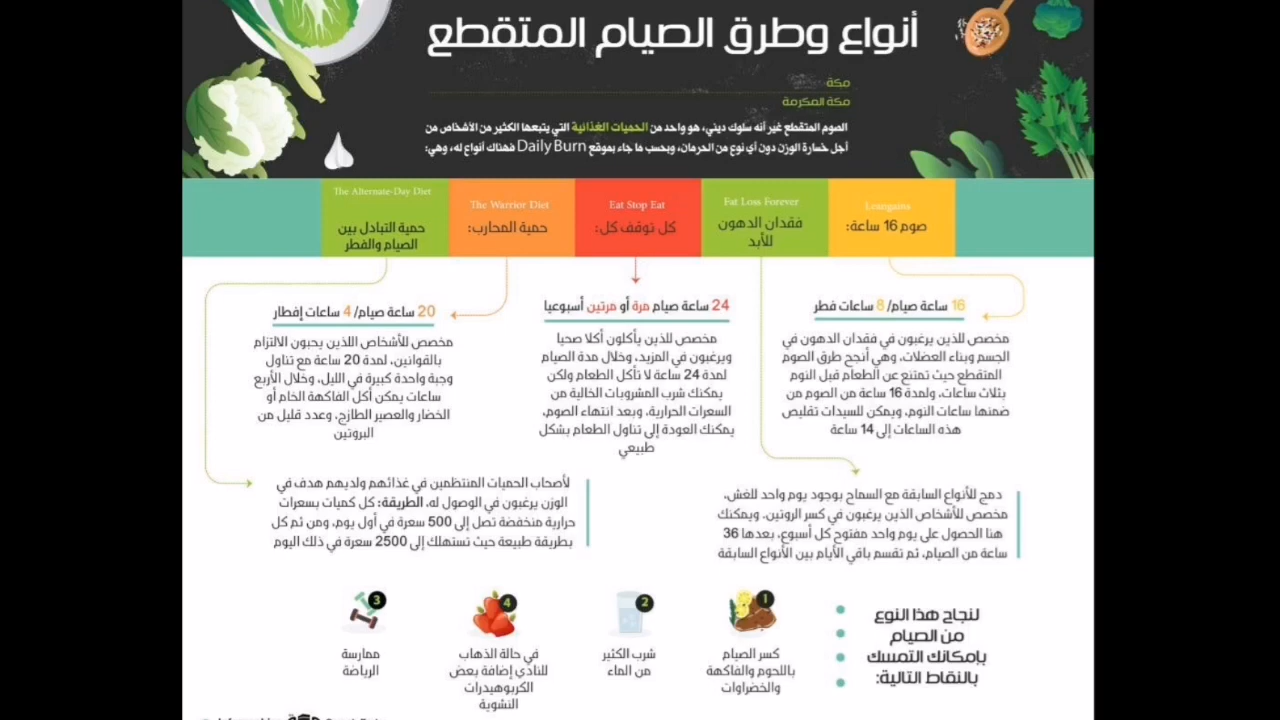 أنواع وطرق الصيام المتقطع
مكة
مكة المكرمة
الصوم المتقطع غير أنه سلوك ديني، هو واحد من الحميات الغذائية التي يتبعها الكثير من الأشخاص من
أجل خسارة الوزن دون أي نوع من الحرمان، وبحسب ما جاء بموقع Daily Burn فهناك أنواع له، وهي:
Leangains
صوم 16 ساعة:
Fat Loss Forever
فقدان الدهون
للأبد
Eat Stop Eat
كل توقف كل:
The Warrior Diet
حمية المحارب:
The Alternate-Day Diet
حمية التبادل بين
الصيام والفطر
16 ساعة صيام/ 8 ساعات فطر
مخصص للذين يرغبون في فقدان الدهون في
الجسم وبناء العضلات، وهي أنجح طرق الصوم
المتقطع حيث تمتنع عن الطعام قبل النوم
بثلاث ساعات، ولمدة 16 ساعة من الصوم من
ضمنها ساعات النوم، ويمكن للسيدات تقليص
هذه الساعات إلى 14 ساعة
24 ساعة صيام مرة أو مرتين أسبوعيا
مخصص للذين يأكلون أكلا صحيا
ويرغبون في المزيد، وخلال مدة الصيام
لمدة 24 ساعة لا تأكل الطعام ولكن
يمكنك شرب المشروبات الخالية من
السعرات الحرارية، وبعد انتهاء الصوم،
يمكنك العودة إلى تناول الطعام بشكل
طبيعي
20 ساعة صيام/ 4 ساعات إفطار
مخصص للأشخاص اللذين يحبون الالتزام
بالقوانين، لمدة 20 ساعة مع تناول
وجبة واحدة كبيرة في الليل، وخلال الأربع
ساعات يمكن أكل الفاكهة الخام أو
الخضار والعصير الطازج، وعدد قليل من
البروتين
دمج للأنواع السابقة مع السماح بوجود يوم واحد للغش،
مخصص للأشخاص الذين يرغبون في كسر الروتين. ويمكنك
هنا الحصول على يوم واحد مفتوح كل أسبوع، بعدها 36
ساعة من الصيام، ثم تقسم باقي الأيام بين الأنواع السابقة
لأصحاب الحميات المنتظمين في غذائهم ولديهم هدف في
الوزن يرغبون في الوصول له، الطريقة: كل كميات بسعرات
حرارية منخفضة تصل إلى 500 سعرة في أول يوم، ومن ثم كل
بطريقة طبيعة حيث تستهلك إلى 2500 سعرة في ذلك اليوم
لنجاح هذا النوع
من الصيام
بإمكانك التمسك
بالنقاط التالية:
1
كسر الصيام
باللحوم والفاكهة
والخضراوات
2
شرب الكثير
من الماء
4
في حالة الذهاب
للنادي إضافة بعض
الكربوهيدرات
النشوية
3
ممارسة
الرياضة